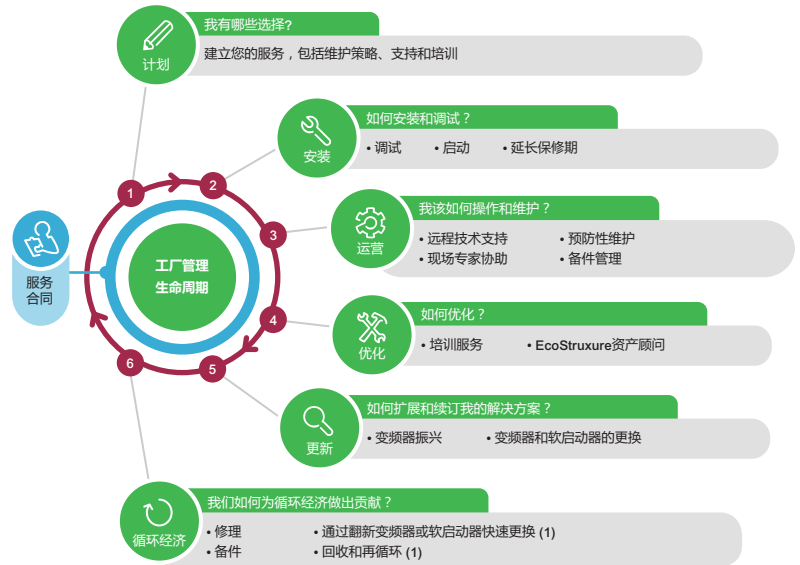 我有哪些选择?
计划
建立您的服务，包括维护策略、支持和培训
如何安装和调试？
安装
• 调试 • 启动 • 延长保修期
1
2
3
4
5
6
工厂管理
生命周期
服务
合同
我该如何操作和维护？
运营
• 远程技术支持 • 预防性维护
• 现场专家协助 • 备件管理
如何优化？
优化
• 培训服务 • EcoStruxure资产顾问
如何扩展和续订我的解决方案？
更新
• 变频器振兴 • 变频器和软启动器的更换
我们如何为循环经济做出贡献？
循环经济
• 修理 • 通过翻新变频器或软启动器快速更换 (1)
• 备件 • 回收和再循环 (1)